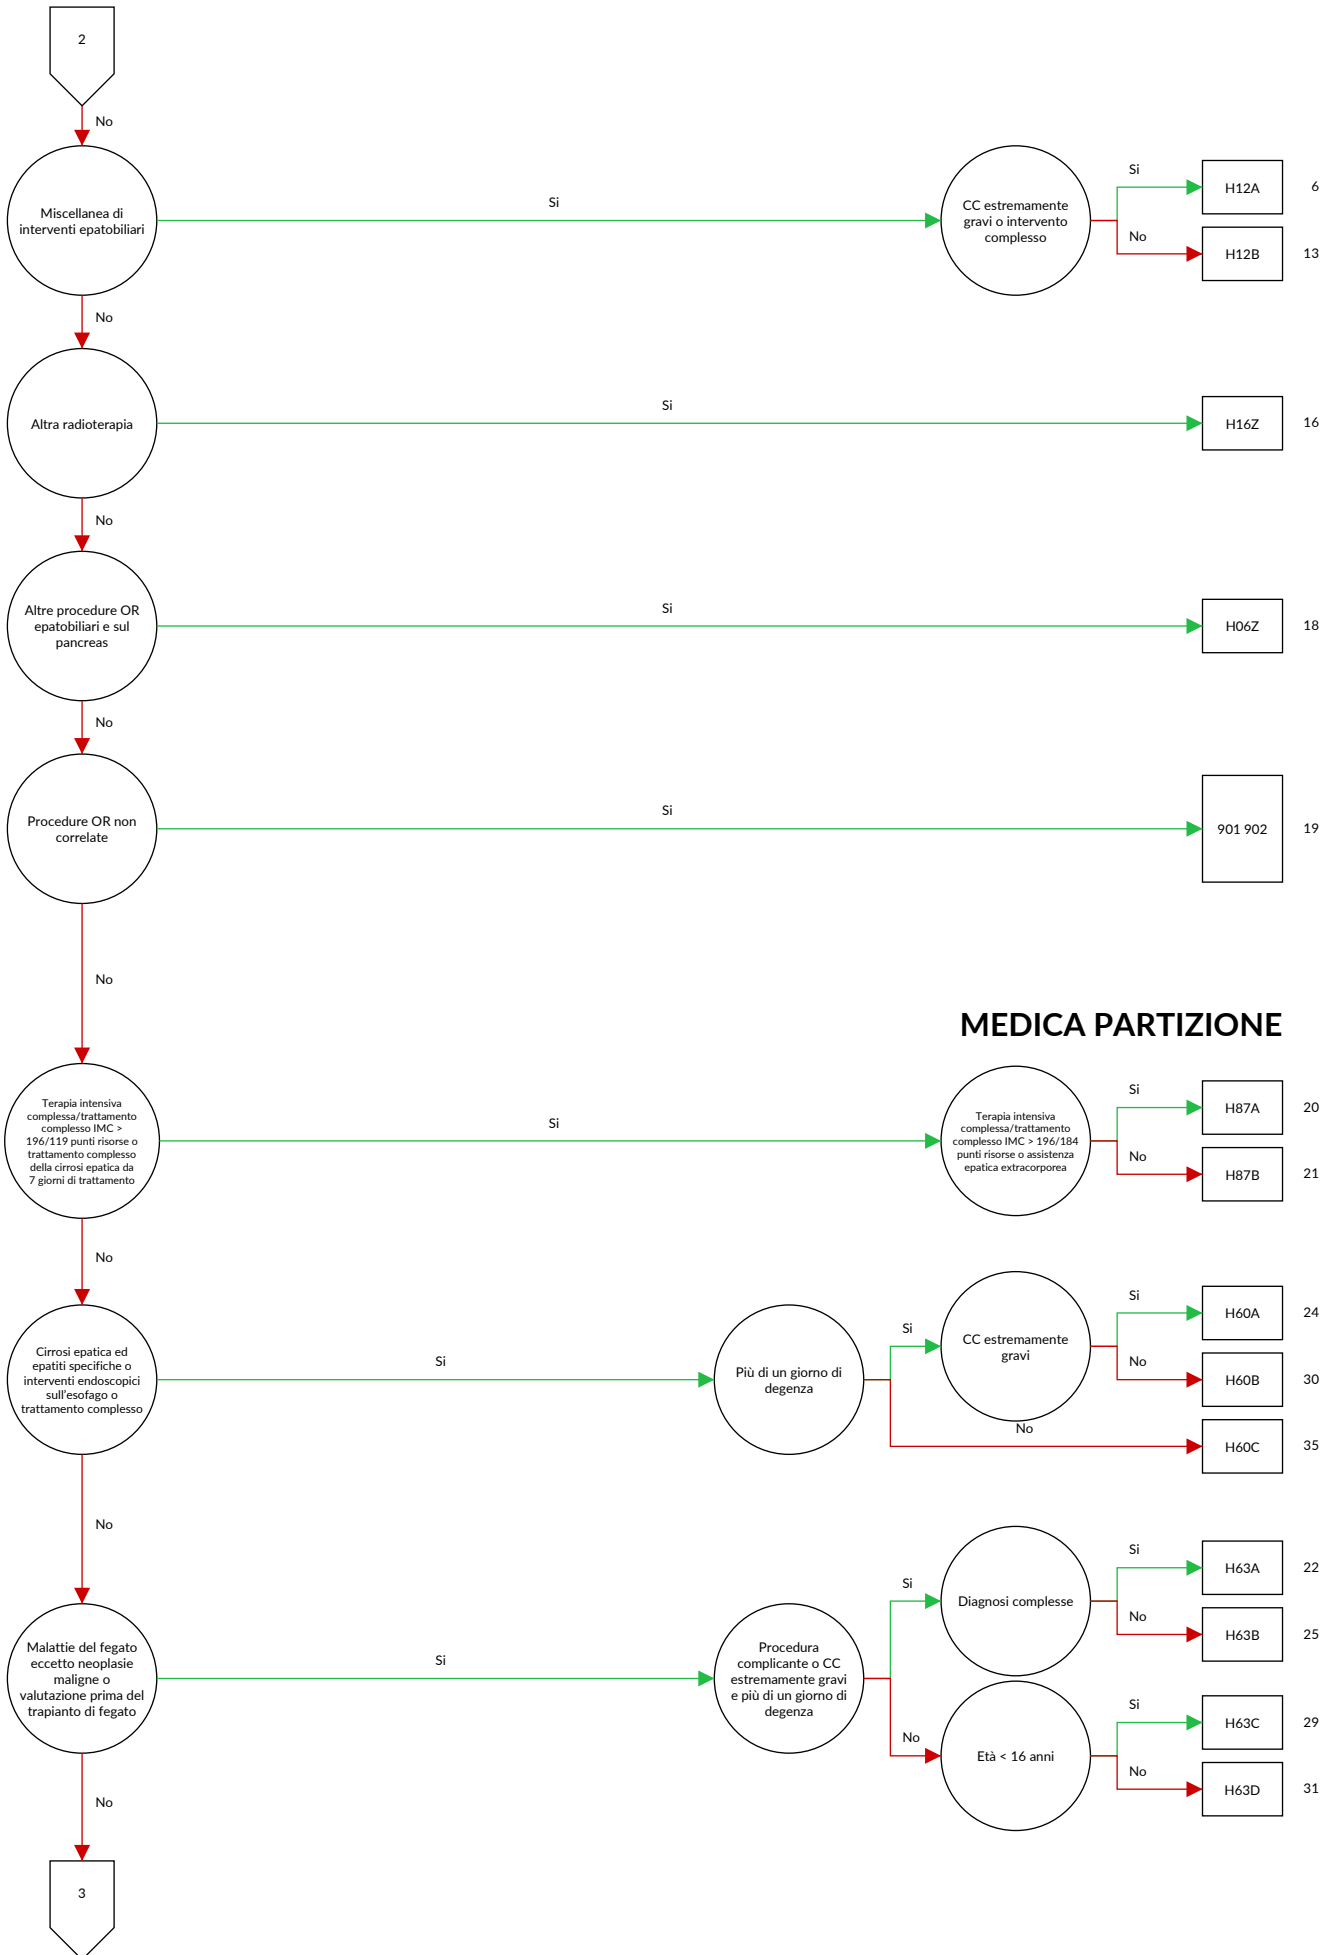 2
No
Miscellanea di
interventi epatobiliari
Si
CC estremamente
gravi o intervento
complesso
Si
H12A
6
No
H12B
13
No
Altra radioterapia
Si
H16Z
16
No
Altre procedure OR
epatobiliari e sul
pancreas
Si
H06Z
18
No
Procedure OR non
correlate
Si
901 902
19
No
MEDICA PARTIZIONE
Terapia intensiva
complessa/trattamento
complesso IMC >
196/119 punti risorse o
trattamento complesso
della cirrosi epatica da
7 giorni di trattamento
Si
Terapia intensiva
complessa/trattamento
complesso IMC > 196/184
punti risorse o assistenza
epatica extracorporea
Si
H87A
20
No
H87B
21
No
Cirrosi epatica ed
epatiti specifiche o
interventi endoscopici
sull'esofago o
trattamento complesso
Si
Più di un giorno di
degenza
Si
CC estremamente
gravi
Si
H60A
24
No
H60B
30
No
H60C
35
No
Malattie del fegato
eccetto neoplasie
maligne o
valutazione prima del
trapianto di fegato
Si
Procedura
complicante o CC
estremamente gravi
e più di un giorno di
degenza
Si
Diagnosi complesse
Si
H63A
22
No
H63B
25
No
Età < 16 anni
Si
H63C
29
No
H63D
31
No
3